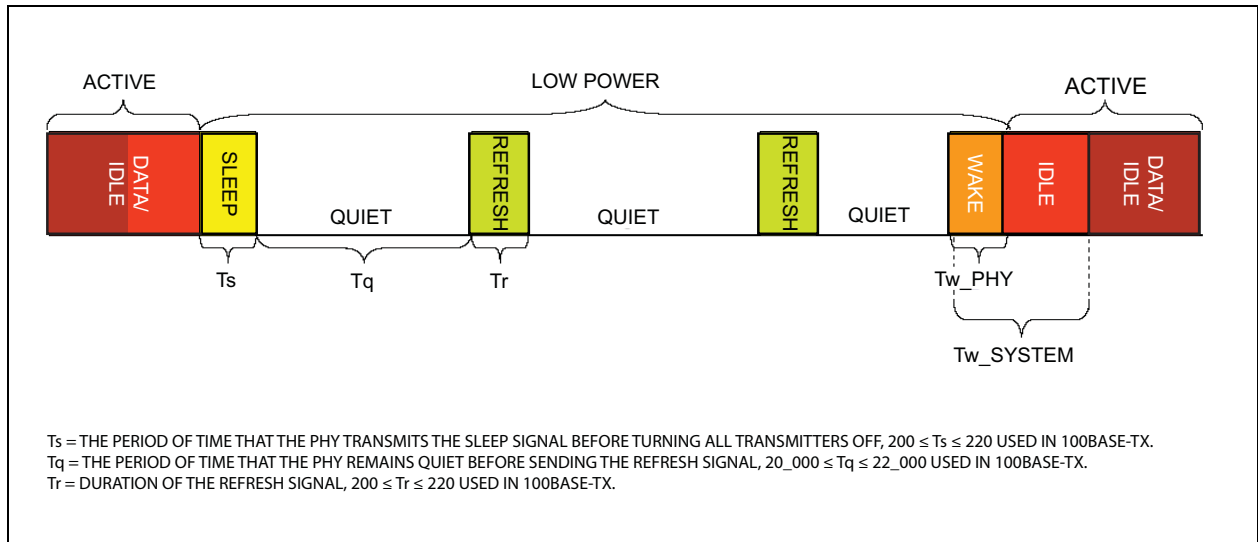 ACTIVE
LOW POWER
ACTIVE
DATA/
IDLE
SLEEP
QUIET
REFRESH
QUIET
REFRESH
QUIET
WAKE
IDLE
DATA/
IDLE
Ts
Tq
Tr
Tw_PHY
Tw_SYSTEM
Ts = THE PERIOD OF TIME THAT THE PHY TRANSMITS THE SLEEP SIGNAL BEFORE TURNING ALL TRANSMITTERS OFF, 200 ≤ Ts ≤ 220 USED IN 100BASE-TX.
Tq = THE PERIOD OF TIME THAT THE PHY REMAINS QUIET BEFORE SENDING THE REFRESH SIGNAL, 20_000 ≤ Tq ≤ 22_000 USED IN 100BASE-TX.
Tr = DURATION OF THE REFRESH SIGNAL, 200 ≤ Tr ≤ 220 USED IN 100BASE-TX.